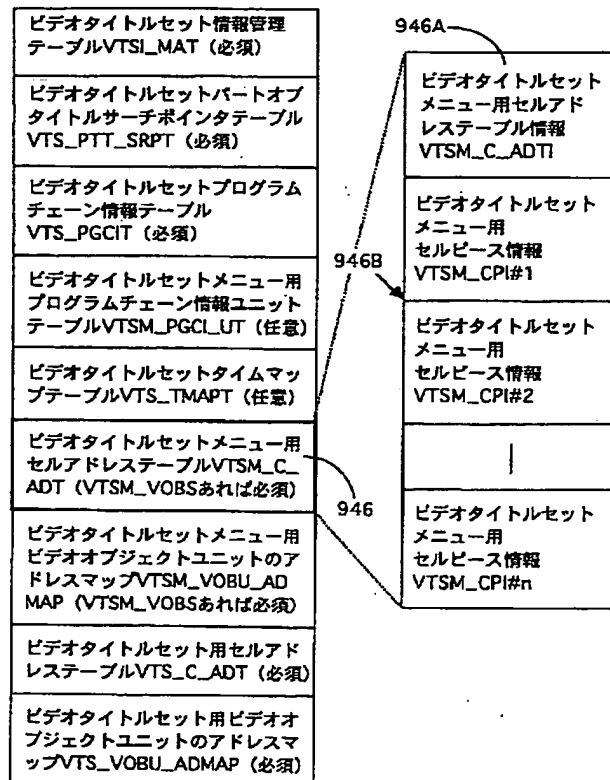 ビデオタイトルセット情報管理
テーブルVTSI_MAT（必須）
ビデオタイトルセットパートオブ
タイトルサーチポインタテーブル
VTS_PTT_SRPT（必須）
ビデオタイトルセットプログラム
チェーン情報テーブル
VTS_PGCIT（必須）
ビデオタイトルセットメニュー用
プログラムチェーン情報ユニット
テーブルVTSM_PGCI_UT（任意）
ビデオタイトルセットタイムマッ
プテーブルVTS_TMAPT（任意）
ビデオタイトルセットメニュー用
セルアドレステーブルVTSM_C_
ADT（VTSM_VOBSあれば必須）
ビデオタイトルセットメニュー用
ビデオオブジェクトユニットのア
ドレスマップVTSM_VOBU_AD
MAP（VTSM_VOBSあれば必須）
ビデオタイトルセット用セルアド
レステーブルVTS_C_ADT（必須）
ビデオタイトルセット用ビデオオ
ブジェクトユニットのアドレスマ
ップVTS_VOBU_ADMAP（必須）
946
946A
ビデオタイトルセット
メニュー用セルアド
レステーブル情報
VTSM_C_ADTI
946B
ビデオタイトルセット
メニュー用
セルピース情報
VTSM_CPI#1
ビデオタイトルセット
メニュー用
セルピース情報
VTSM_CPI#2
ビデオタイトルセット
メニュー用
セルピース情報
VTSM_CPI#n